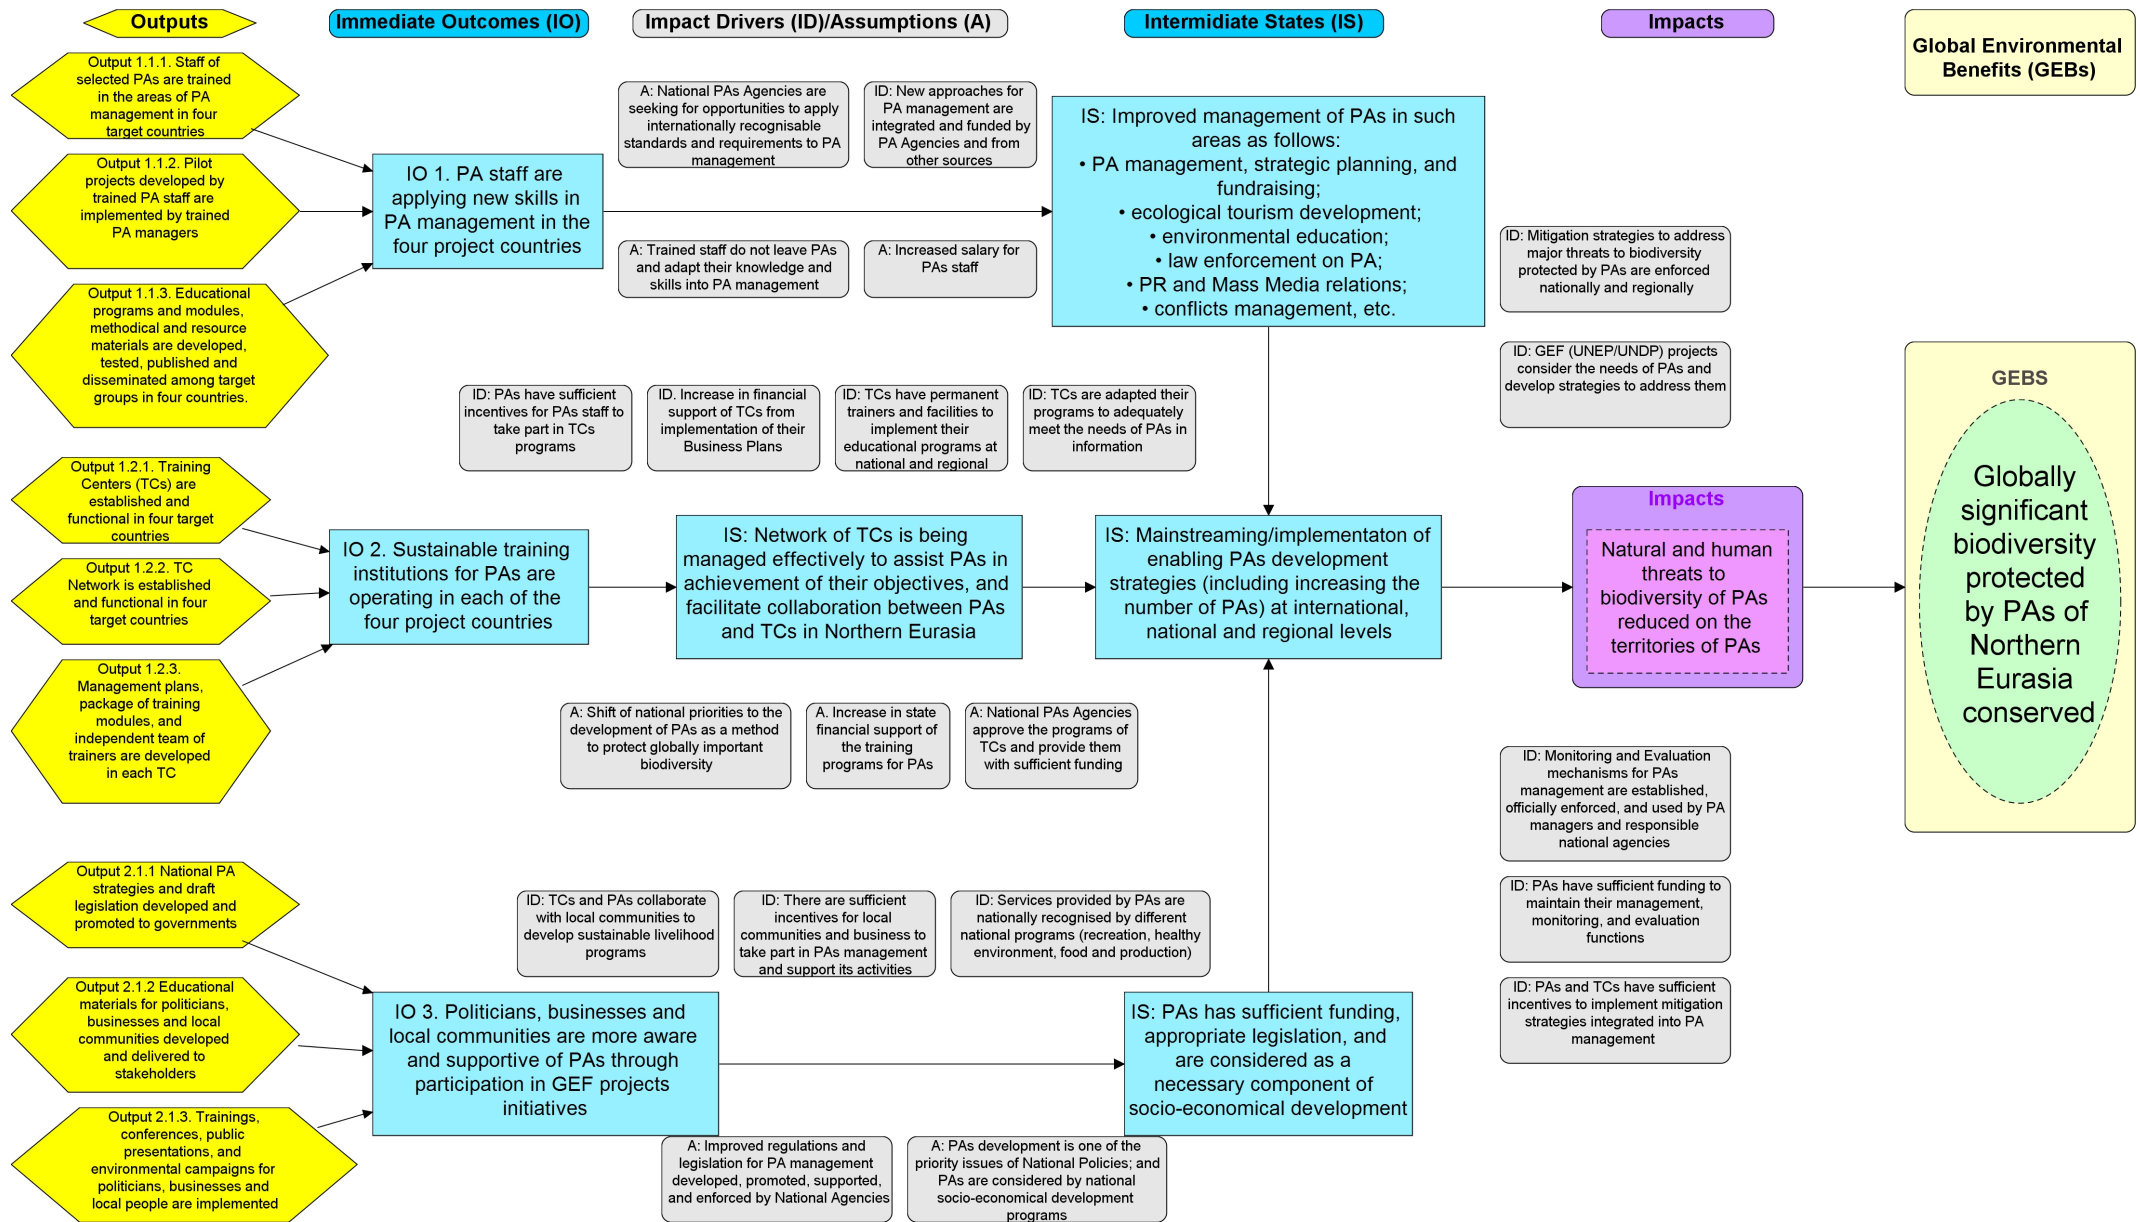 Outputs
Immediate Outcomes (IO)
Impact Drivers (ID)/Assumptions (A)
Intermidiate States (IS)
Impacts
Global Environmental
Benefits (GEBs)
Output 1.1.1. Staff of
selected PAs are trained
in the areas of PA
management in four
target countries
Output 1.1.2. Pilot
projects developed by
trained PA staff are
implemented by trained
PA managers
Output 1.1.3. Educational
programs and modules,
methodical and resource
materials are developed,
tested, published and
disseminated among target
groups in four countries.
IO 1. PA staff are
applying new skills in
PA management in the
four project countries
A: National PAs Agencies are
seeking for opportunities to apply
internationally recognisable
standards and requirements to PA
management
ID: New approaches for
PA management are
integrated and funded by
PA Agencies and from
other sources
A: Trained staff do not leave PAs
and adapt their knowledge and
skills into PA management
A: Increased salary for
PAs staff
IS: Improved management of PAs in such
areas as follows:
• PA management, strategic planning, and
fundraising;
• ecological tourism development;
• environmental education;
• law enforcement on PA;
• PR and Mass Media relations;
• conflicts management, etc.
ID: Mitigation strategies to address
major threats to biodiversity
protected by PAs are enforced
nationally and regionally
ID: GEF (UNEP/UNDP) projects
consider the needs of PAs and
develop strategies to address them
ID: PAs have sufficient
incentives for PAs staff to
take part in TCs
programs
ID. Increase in financial
support of TCs from
implementation of their
Business Plans
ID: TCs have permanent
trainers and facilities to
implement their
educational programs at
national and regional
ID: TCs are adapted their
programs to adequately
meet the needs of PAs in
information
Output 1.2.1. Training
Centers (TCs) are
established and
functional in four target
countries
Output 1.2.2. TC
Network is established
and functional in four
target countries
Output 1.2.3.
Management plans,
package of training
modules, and
independent team of
trainers are developed
in each TC
IO 2. Sustainable training
institutions for PAs are
operating in each of the
four project countries
IS: Network of TCs is being
managed effectively to assist PAs in
achievement of their objectives, and
facilitate collaboration between PAs
and TCs in Northern Eurasia
IS: Mainstreaming/implementaton of
enabling PAs development
strategies (including increasing the
number of PAs) at international,
national and regional levels
Impacts
Natural and human
threats to
biodiversity of PAs
reduced on the
territories of PAs
GEBS
Globally
significant
biodiversity
protected
by PAs of
Northern
Eurasia
conserved
A: Shift of national priorities to the
development of PAs as a method
to protect globally important
biodiversity
A. Increase in state
financial support of
the training
programs for PAs
A: National PAs Agencies
approve the programs of
TCs and provide them
with sufficient funding
ID: Monitoring and Evaluation
mechanisms for PAs
management are established,
officially enforced, and used by PA
managers and responsible
national agencies
ID: PAs have sufficient funding to
maintain their management,
monitoring, and evaluation
functions
ID: PAs and TCs have sufficient
incentives to implement mitigation
strategies integrated into PA
management
Output 2.1.1 National PA
strategies and draft
legislation developed and
promoted to governments
Output 2.1.2 Educational
materials for politicians,
businesses and local
communities developed
and delivered to
stakeholders
Output 2.1.3. Trainings,
conferences, public
presentations, and
environmental campaigns for
politicians, businesses and
local people are implemented
ID: TCs and PAs collaborate
with local communities to
develop sustainable livelihood
programs
ID: There are sufficient
incentives for local
communities and business to
take part in PAs management
and support its activities
ID: Services provided by PAs are
nationally recognised by different
national programs (recreation, healthy
environment, food and production)
IO 3. Politicians, businesses and
local communities are more aware
and supportive of PAs through
participation in GEF projects
initiatives
IS: PAs has sufficient funding,
appropriate legislation, and
are considered as a
necessary component of
socio-economical development
A: Improved regulations and
legislation for PA management
developed, promoted, supported,
and enforced by National Agencies
A: PAs development is one of the
priority issues of National Policies; and
PAs are considered by national
socio-economical development
programs